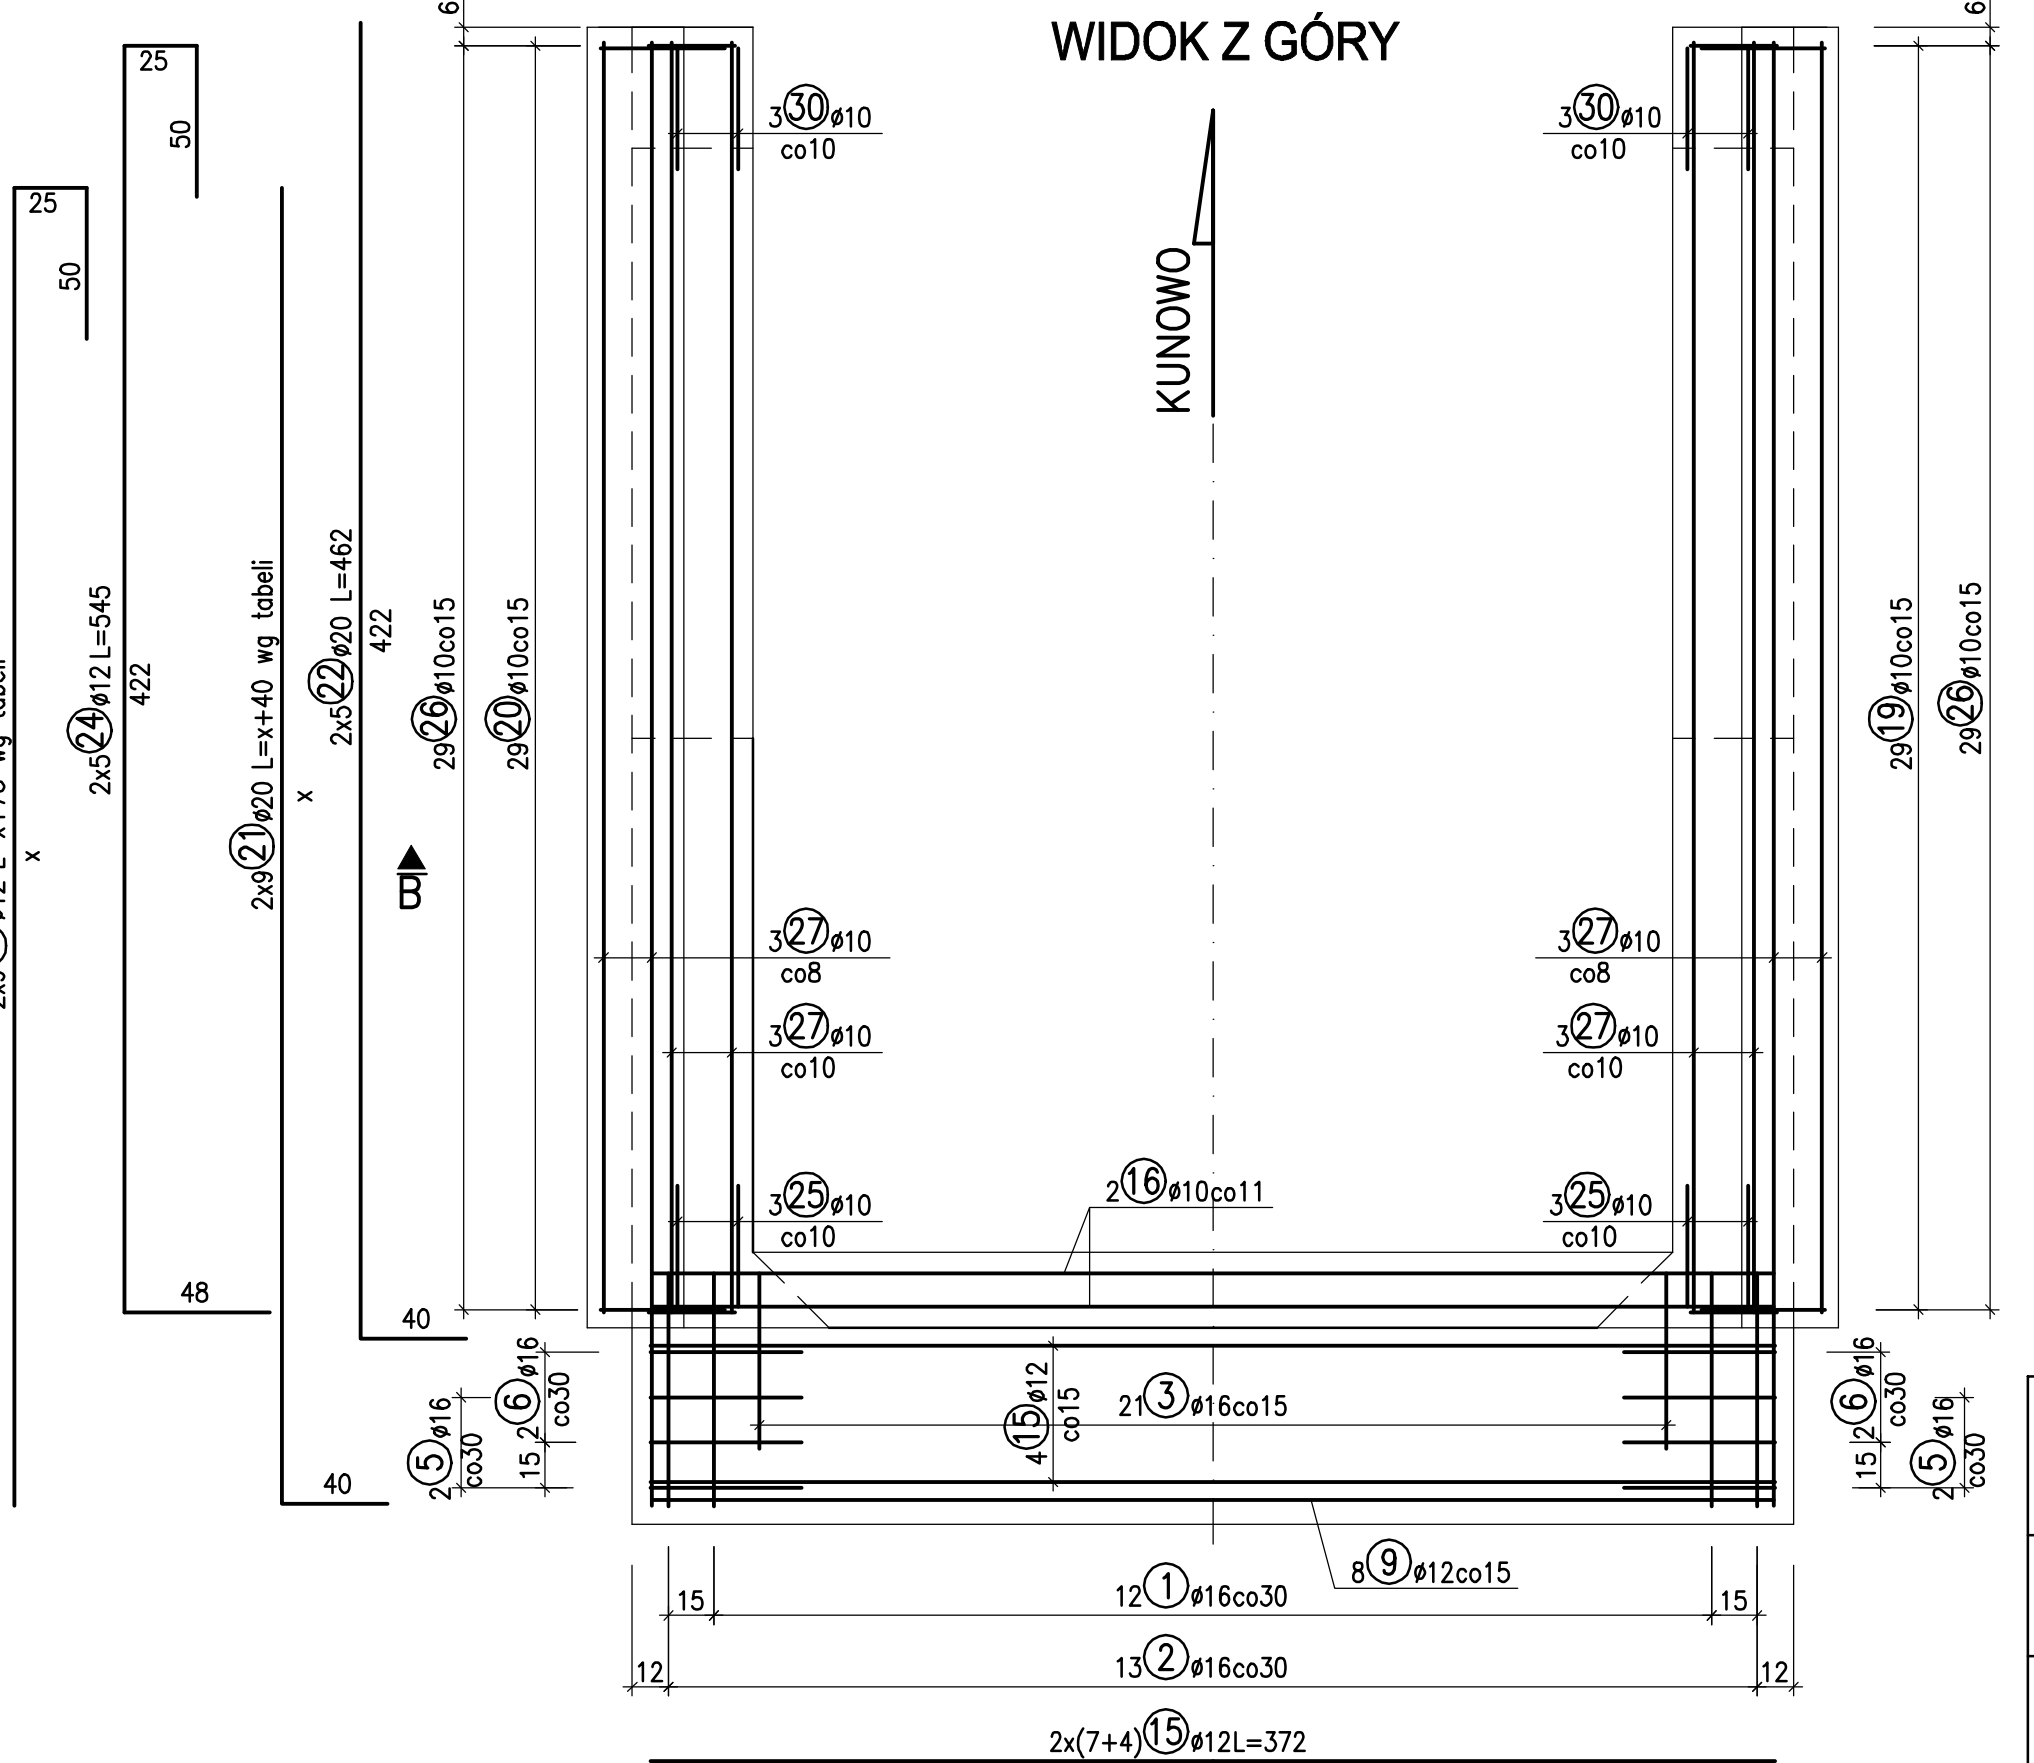 WIDOK Z GÓRY
6
6
25
50
25
50
3 30 ø10
co10
3 30 ø10
co10
KUNOWO
2x5 24 ø12 L=545
422
48
2x9 21 ø20 L=x+40 wg tabeli
x
40
2x5 22 ø20 L=462
422
40
x
B
29 26 ø10co15
29 20 ø10co15
29 19 ø10co15
29 26 ø10co15
3 27 ø10
co8
3 27 ø10
co8
3 27 ø10
co10
3 27 ø10
co10
3 25 ø10
co10
3 25 ø10
co10
2 16 ø10co11
2 5 ø16
co30
15 2 6 ø16
co30
4 15 ø12
co15
21 3 ø16co15
15 2 6 ø16
co30
2 5 ø16
co30
8 9 ø12co15
15
12 1 ø16co30
15
12
13 2 ø16co30
12
2x(7+4) 15 ø12L=372